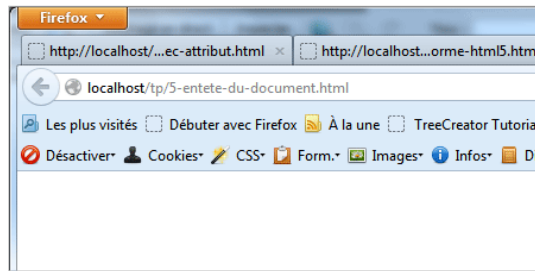 Firefox
http://localhost/...ec-attribut.html × http://localhost...orme-html5.htm
localhost/tp/5-entete-du-document.html
Les plus visités Débuter avec Firefox À la une TreeCreator Tutoria
Désactiver Cookies CSS Form. Images Infos D